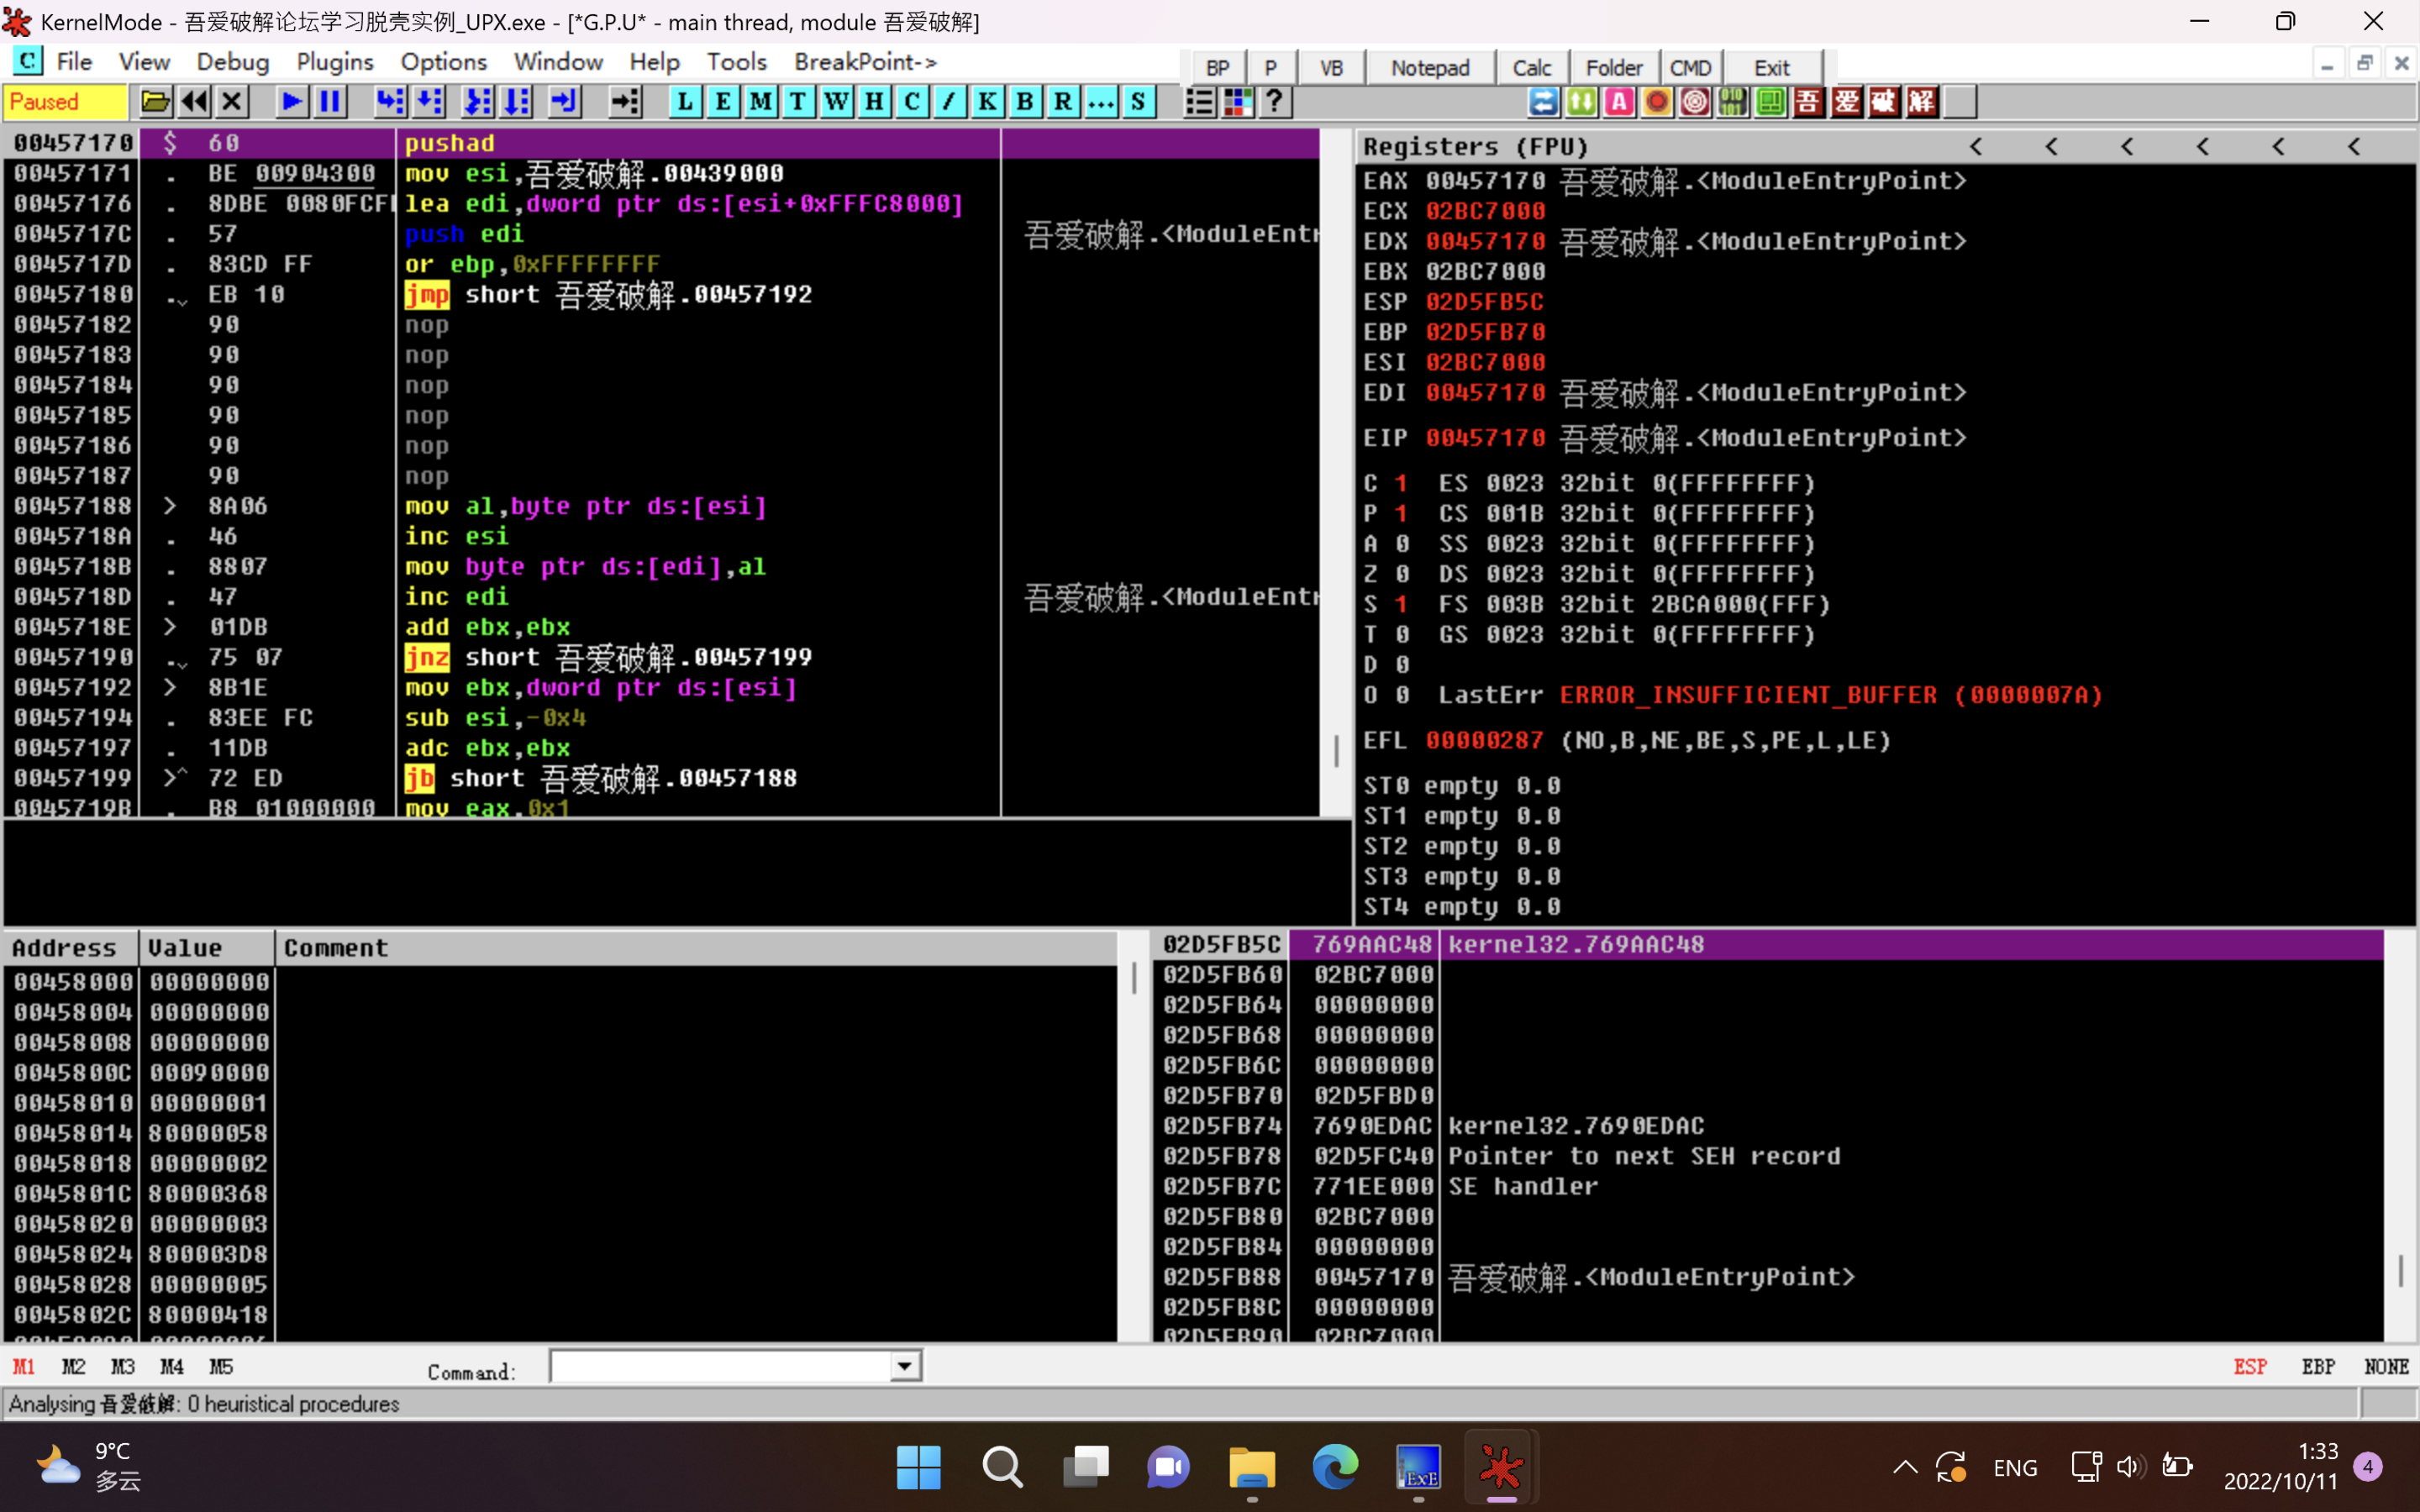 KernelMode - 吾爱破解论坛学习脱壳实例_UPX.exe - [*G.P.U* - main thread, module 吾爱破解]
C File View Debug Plugins Options Window Help Tools BreakPoint-> BP P VB Notepad Calc Folder CMD Exit
Paused L E M T W H C / K B R ... S ? 吾 爱 破 解
00457170 $ 60 pushad
00457171 . BE 00904300 mov esi,吾爱破解.00439000
00457176 . 8DBE 0080FCF lea edi,dword ptr ds:[esi+0xFFFC8000]
0045717C . 57 push edi 吾爱破解.<ModuleEntr
0045717D . 83CD FF or ebp,0xFFFFFFFF
00457180 .v EB 10 jmp short 吾爱破解.00457192
00457182 90 nop
00457183 90 nop
00457184 90 nop
00457185 90 nop
00457186 90 nop
00457187 90 nop
00457188 > 8A06 mov al,byte ptr ds:[esi]
0045718A . 46 inc esi
0045718B . 8807 mov byte ptr ds:[edi],al
0045718D . 47 inc edi 吾爱破解.<ModuleEntr
0045718E > 01DB add ebx,ebx
00457190 .v 75 07 jnz short 吾爱破解.00457199
00457192 > 8B1E mov ebx,dword ptr ds:[esi]
00457194 . 83EE FC sub esi,-0x4
00457197 . 11DB adc ebx,ebx
00457199 >^ 72 ED jb short 吾爱破解.00457188
0045719B . B8 01000000 mov eax,0x1
Registers (FPU) < < < < < <
EAX 00457170 吾爱破解.<ModuleEntryPoint>
ECX 02BC7000
EDX 00457170 吾爱破解.<ModuleEntryPoint>
EBX 02BC7000
ESP 02D5FB5C
EBP 02D5FB70
ESI 02BC7000
EDI 00457170 吾爱破解.<ModuleEntryPoint>
EIP 00457170 吾爱破解.<ModuleEntryPoint>
C 1 ES 0023 32bit 0(FFFFFFFF)
P 1 CS 001B 32bit 0(FFFFFFFF)
A 0 SS 0023 32bit 0(FFFFFFFF)
Z 0 DS 0023 32bit 0(FFFFFFFF)
S 1 FS 003B 32bit 2BCA000(FFF)
T 0 GS 0023 32bit 0(FFFFFFFF)
D 0
O 0 LastErr ERROR_INSUFFICIENT_BUFFER (0000007A)
EFL 00000287 (NO,B,NE,BE,S,PE,L,LE)
ST0 empty 0.0
ST1 empty 0.0
ST2 empty 0.0
ST3 empty 0.0
ST4 empty 0.0
Address Value Comment
00458000 00000000
00458004 00000000
00458008 00000000
0045800C 00090000
00458010 00000001
00458014 80000058
00458018 00000002
0045801C 80000368
00458020 00000003
00458024 800003D8
00458028 00000005
0045802C 80000418
02D5FB5C 769AAC48 kernel32.769AAC48
02D5FB60 02BC7000
02D5FB64 00000000
02D5FB68 00000000
02D5FB6C 00000000
02D5FB70 02D5FBD0
02D5FB74 7690EDAC kernel32.7690EDAC
02D5FB78 02D5FC40 Pointer to next SEH record
02D5FB7C 771EE000 SE handler
02D5FB80 02BC7000
02D5FB84 00000000
02D5FB88 00457170 吾爱破解.<ModuleEntryPoint>
02D5FB8C 00000000
02D5FB90 02BC7000
M1 M2 M3 M4 M5 Command: ESP EBP NONE
Analysing 吾爱破解: 0 heuristical procedures
9°C
多云
ExE
ENG
1:33
2022/10/11
4